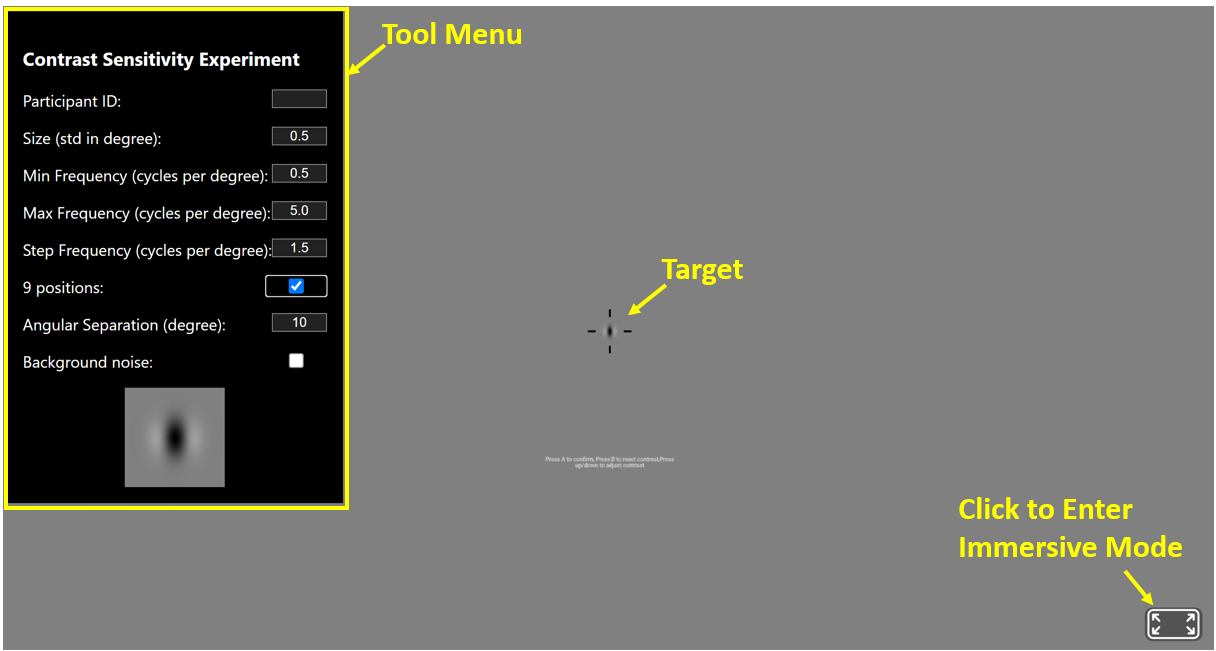 Tool Menu
Contrast Sensitivity Experiment
Participant ID:
Size (std in degree): 0.5
Min Frequency (cycles per degree): 0.5
Max Frequency (cycles per degree): 5.0
Step Frequency (cycles per degree): 1.5
9 positions:
Angular Separation (degree): 10
Background noise:
Target
Press A to confirm, Press B to reset contrast,Press
up/down to adjust contrast
Click to Enter
Immersive Mode